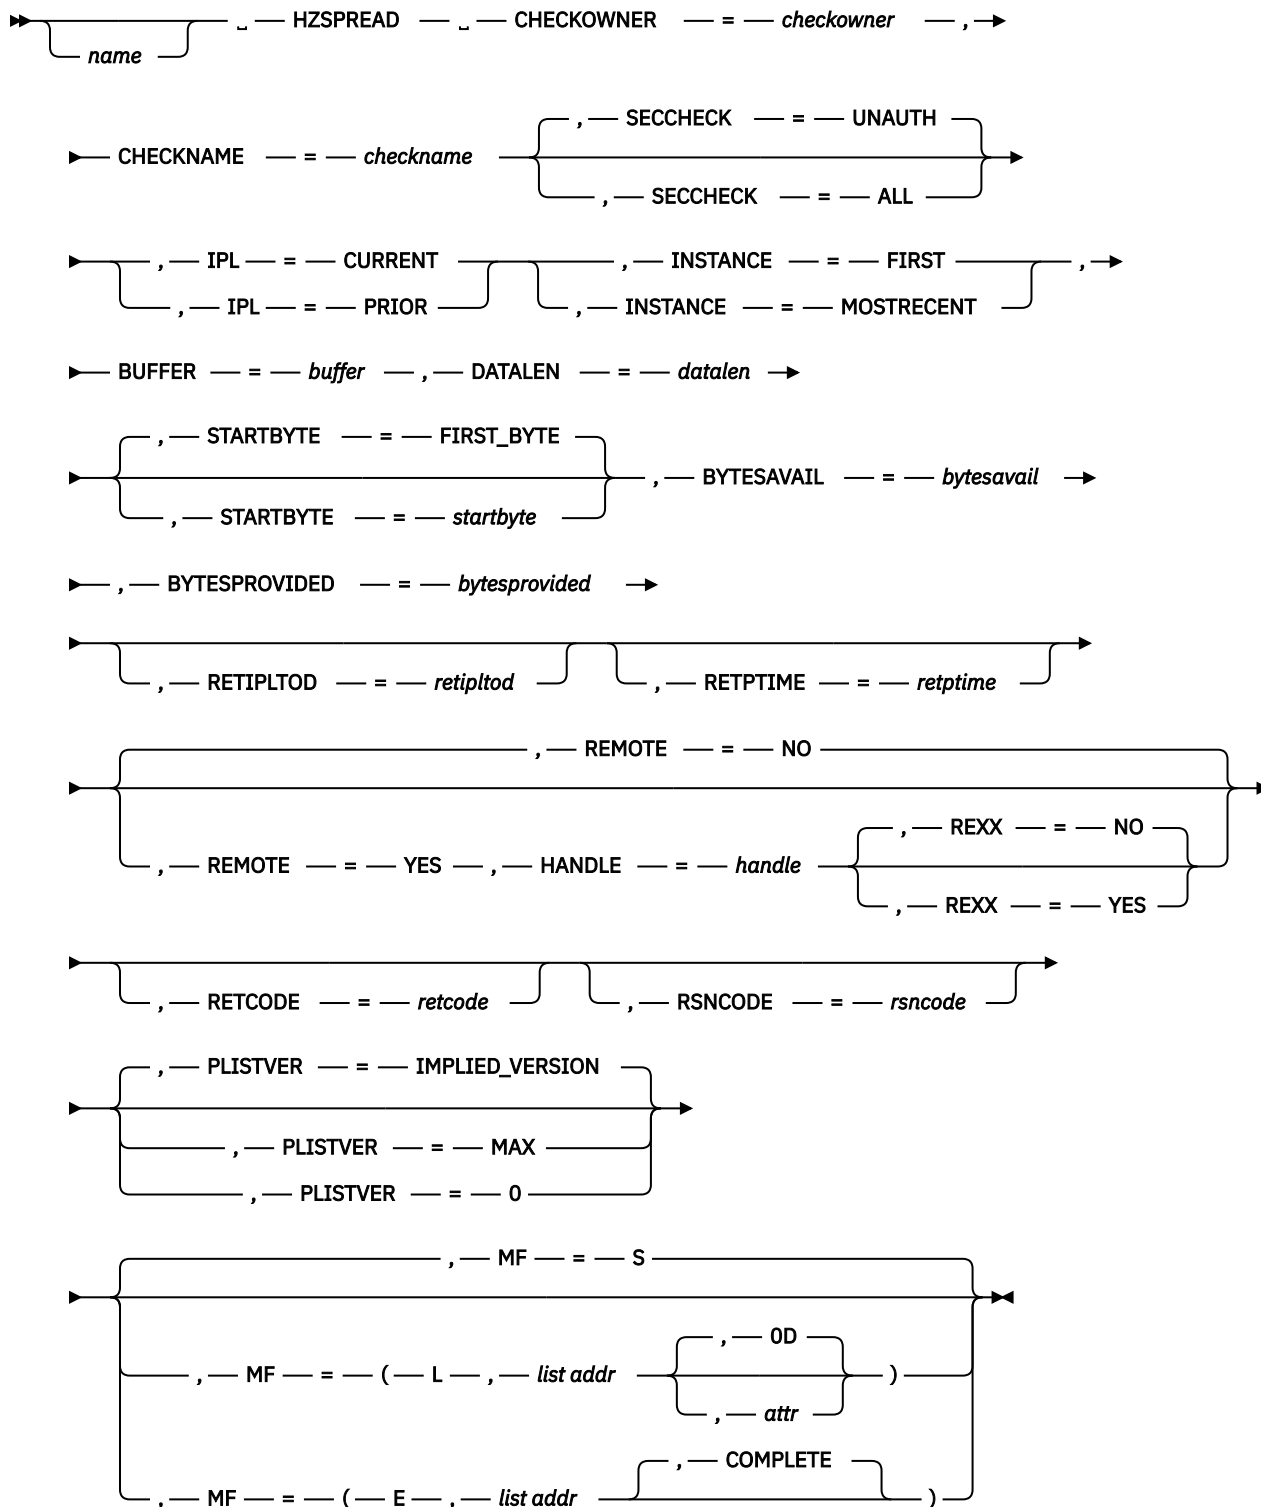 ␣ HZSPREAD ␣ CHECKOWNER = checkowner ,
name
, SECCHECK = UNAUTH
CHECKNAME = checkname
, SECCHECK = ALL
, IPL = CURRENT , INSTANCE = FIRST ,
, IPL = PRIOR , INSTANCE = MOSTRECENT
BUFFER = buffer , DATALEN = datalen
, STARTBYTE = FIRST_BYTE
, BYTESAVAIL = bytesavail
, STARTBYTE = startbyte
, BYTESPROVIDED = bytesprovided
, RETIPLTOD = retipltod , RETPTIME = retptime
, REMOTE = NO
, REXX = NO
, REMOTE = YES , HANDLE = handle
, REXX = YES
, RETCODE = retcode , RSNCODE = rsncode
, PLISTVER = IMPLIED_VERSION
, PLISTVER = MAX
, PLISTVER = 0
, MF = S
, 0D
, MF = ( L , list addr )
, attr
, COMPLETE
, MF = ( E , list addr )